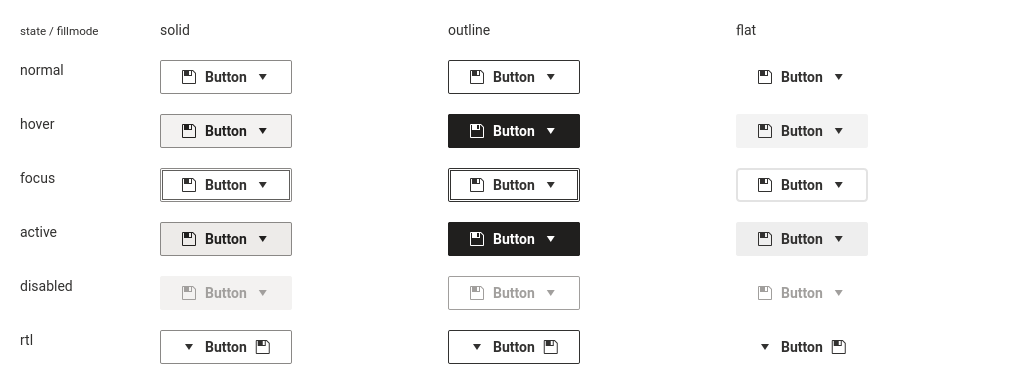 state / fillmode solid outline flat
normal Button Button Button
hover Button Button Button
focus Button Button Button
active Button Button Button
disabled Button Button Button
rtl Button Button Button